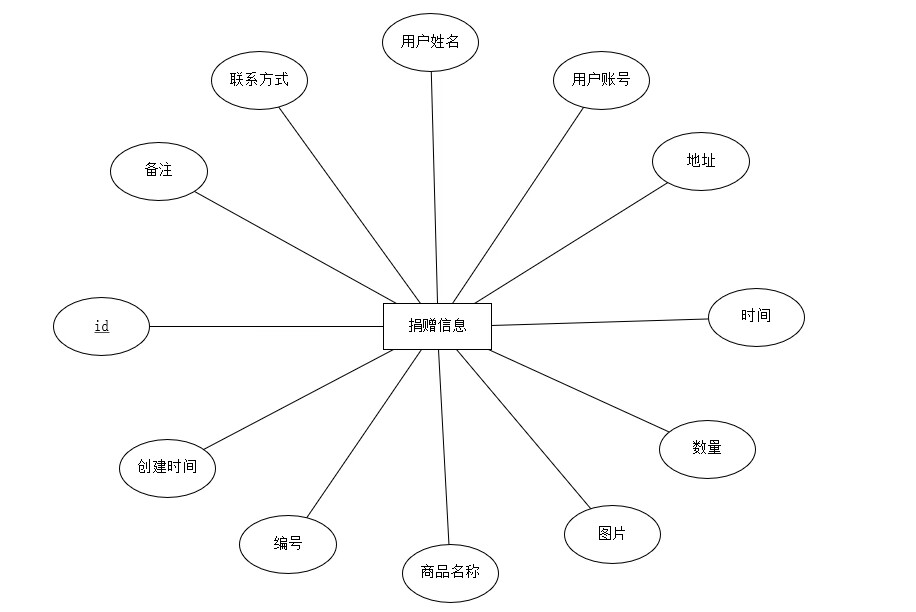 用户姓名
联系方式
用户账号
地址
备注
时间
捐赠信息
id
数量
创建时间
图片
编号
商品名称